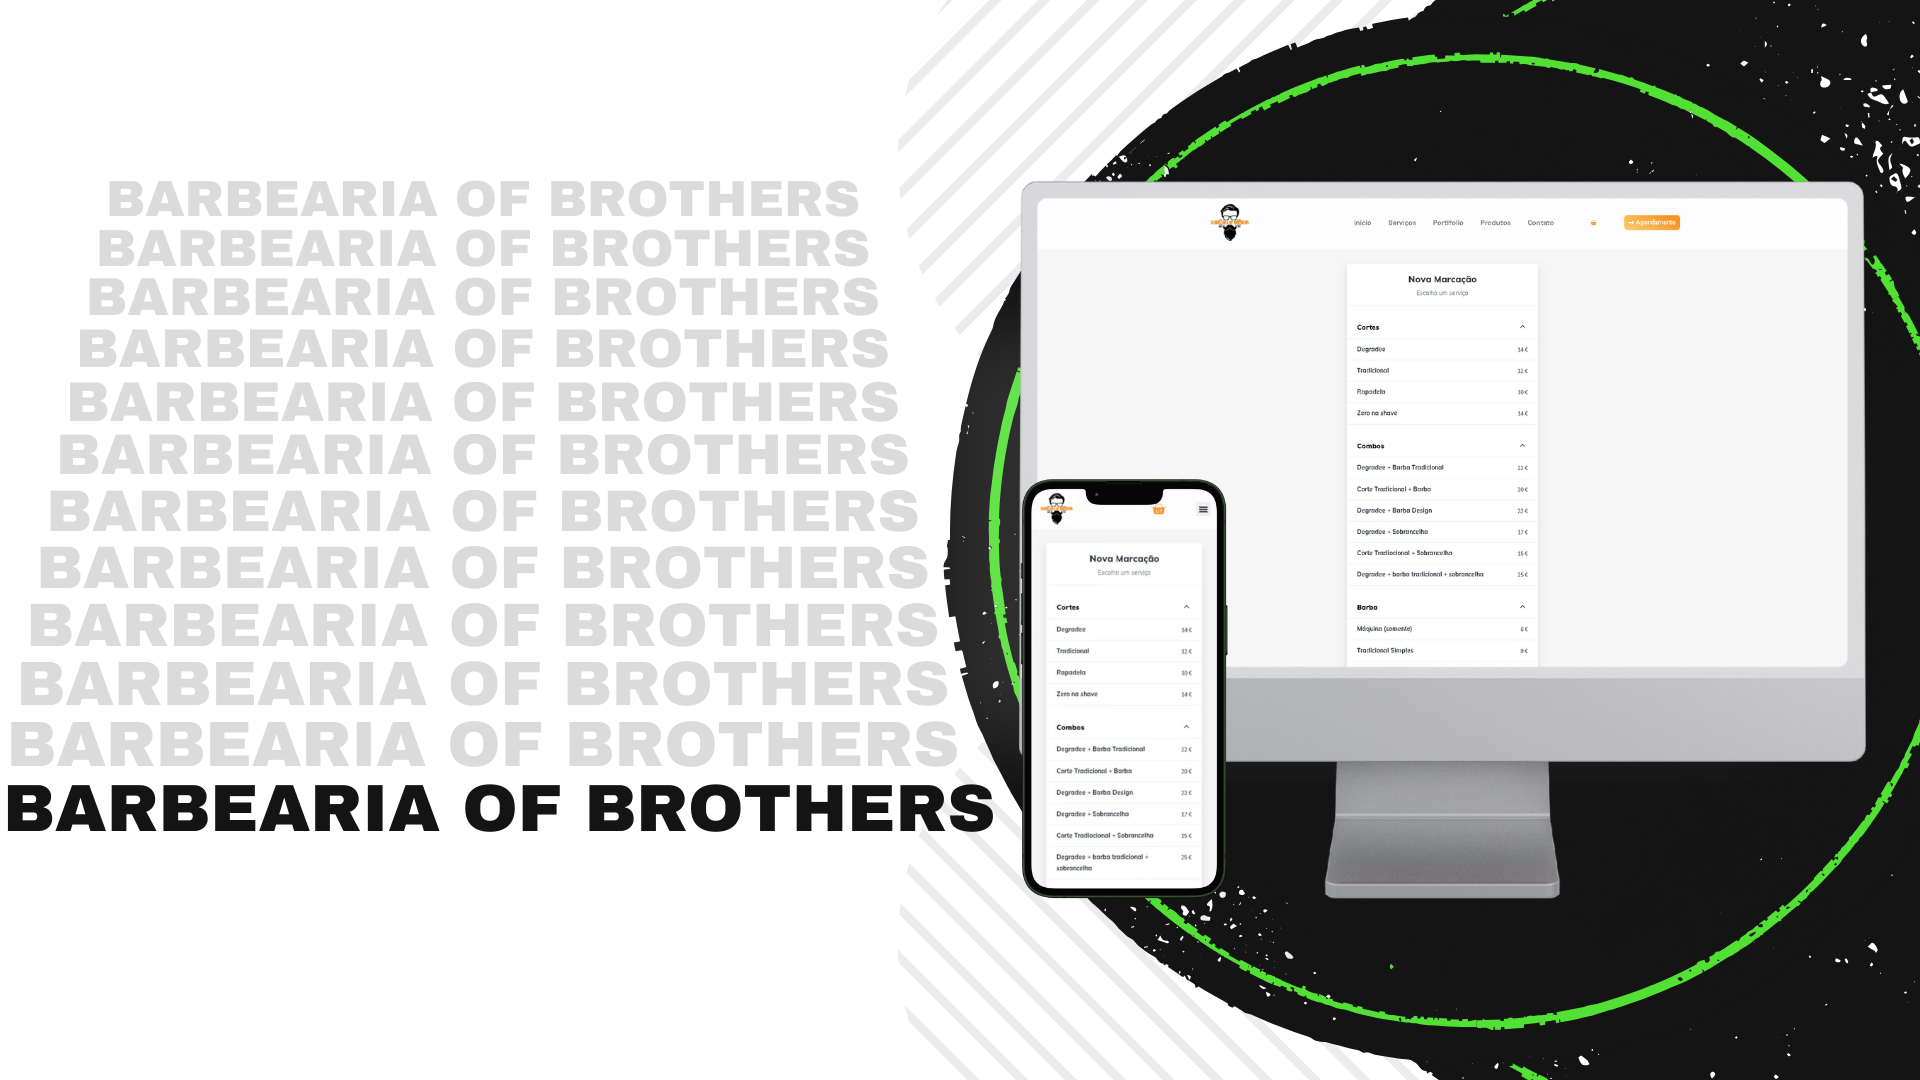 BARBEARIA OF BROTHERS
BARBEARIA OF BROTHERS
BARBEARIA OF BROTHERS
BARBEARIA OF BROTHERS
BARBEARIA OF BROTHERS
BARBEARIA OF BROTHERS
BARBEARIA OF BROTHERS
BARBEARIA OF BROTHERS
BARBEARIA OF BROTHERS
BARBEARIA OF BROTHERS
BARBEARIA OF BROTHERS
BARBEARIA OF BROTHERS
Início Serviços Portifolio Produtos Contato Agendamento
Nova Marcação
Escolha um serviço
Cortes
Degradee 14 €
Tradicional 12 €
Rapadela 10 €
Zero na shave 14 €
Combos
Degradee + Barba Tradicional 22 €
Corte Tradicional + Barba 20 €
Degradee + Barba Design 23 €
Degradee + Sobrancelha 17 €
Corte Tradiocional + Sobrancelha 15 €
Degradee + barba tradicional + sobrancelha 25 €
Barba
Máquina (somente) 6 €
Tradicional Simples 9 €
Nova Marcação
Escolha um serviço
Cortes
Degradee 14 €
Tradicional 12 €
Rapadela 10 €
Zero na shave 14 €
Combos
Degradee + Barba Tradicional 22 €
Corte Tradicional + Barba 20 €
Degradee + Barba Design 23 €
Degradee + Sobrancelha 17 €
Corte Tradiocional + Sobrancelha 15 €
Degradee + barba tradicional + 25 €
sobrancelha